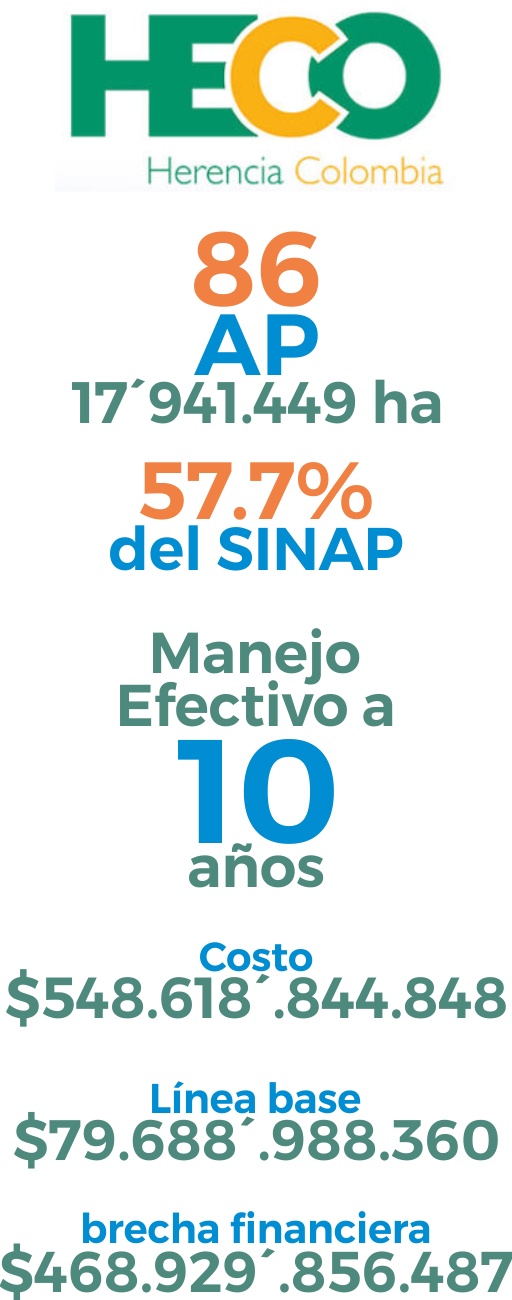 HECO
Herencia Colombia
86
AP
17´941.449 ha
57.7%
del SINAP
Manejo
Efectivo a
10
años
Costo
$548.618´.844.848
Línea base
$79.688´.988.360
brecha financiera
$468.929´.856.487